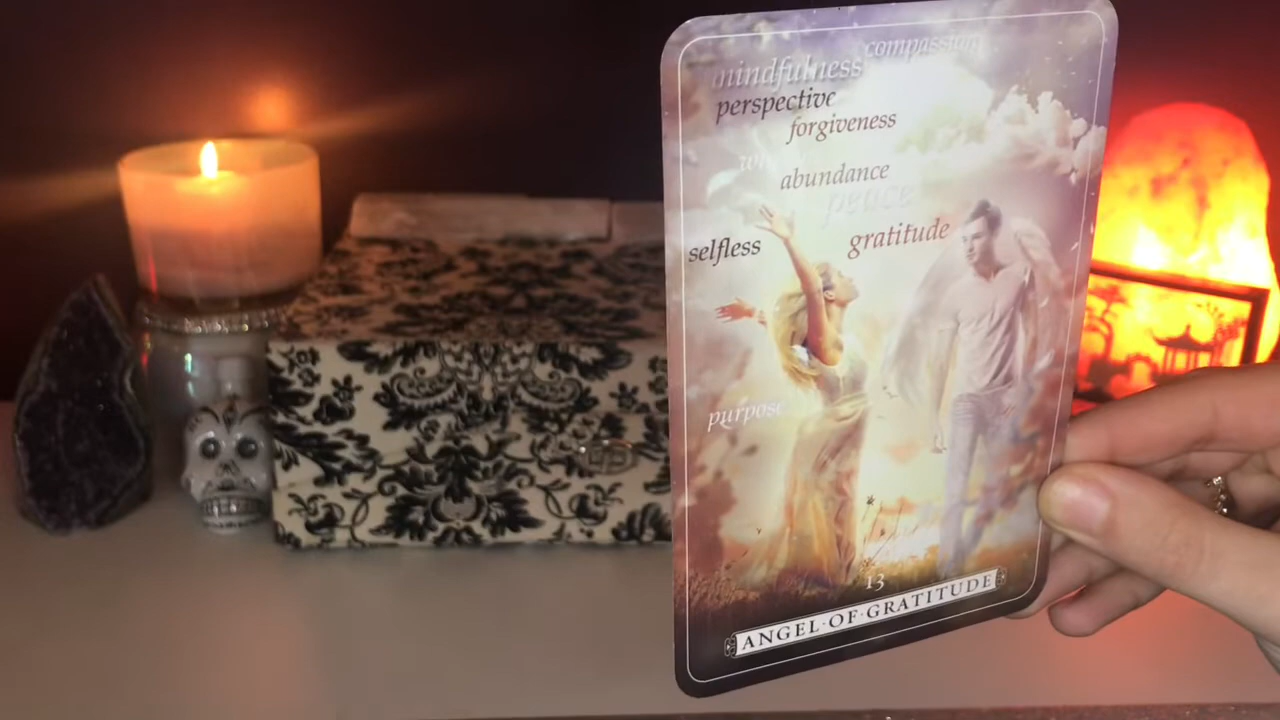 compassion
mindfulness
perspective
forgiveness
abundance
peace
selfless
gratitude
purpose
13
ANGEL·OF·GRATITUDE